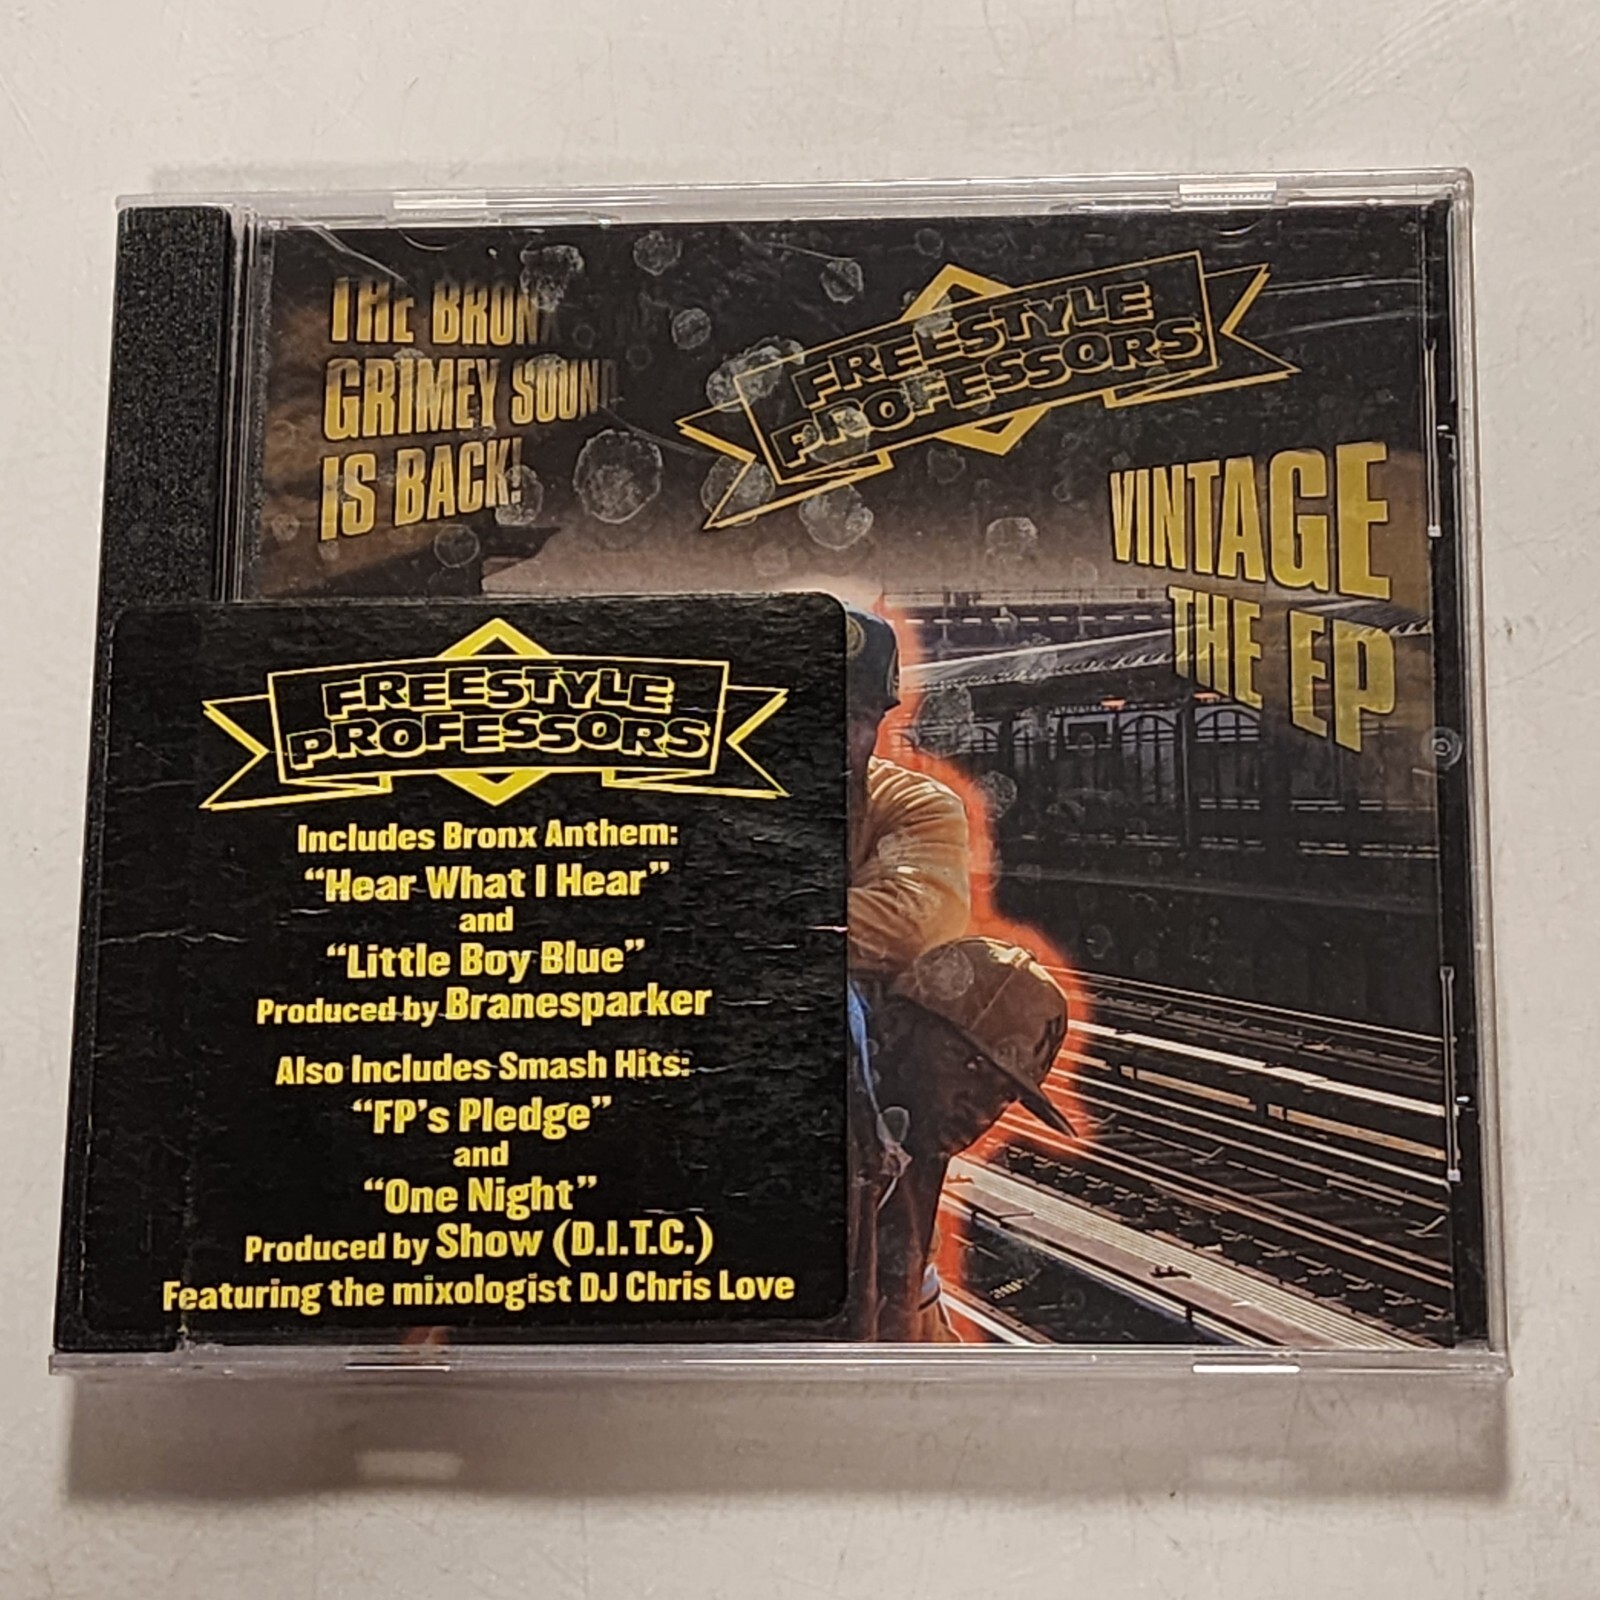 THE BRONX
GRIMEY SOUND
IS BACK!
FREESTYLE
PROFESSORS
VINTAGE
THE EP
FREESTYLE
PROFESSORS
Includes Bronx Anthem:
“Hear What I Hear”
and
“Little Boy Blue”
Produced by Branesparker
Also Includes Smash Hits:
“FP’s Pledge”
and
“One Night”
Produced by Show (D.I.T.C.)
Featuring the mixologist DJ Chris Love